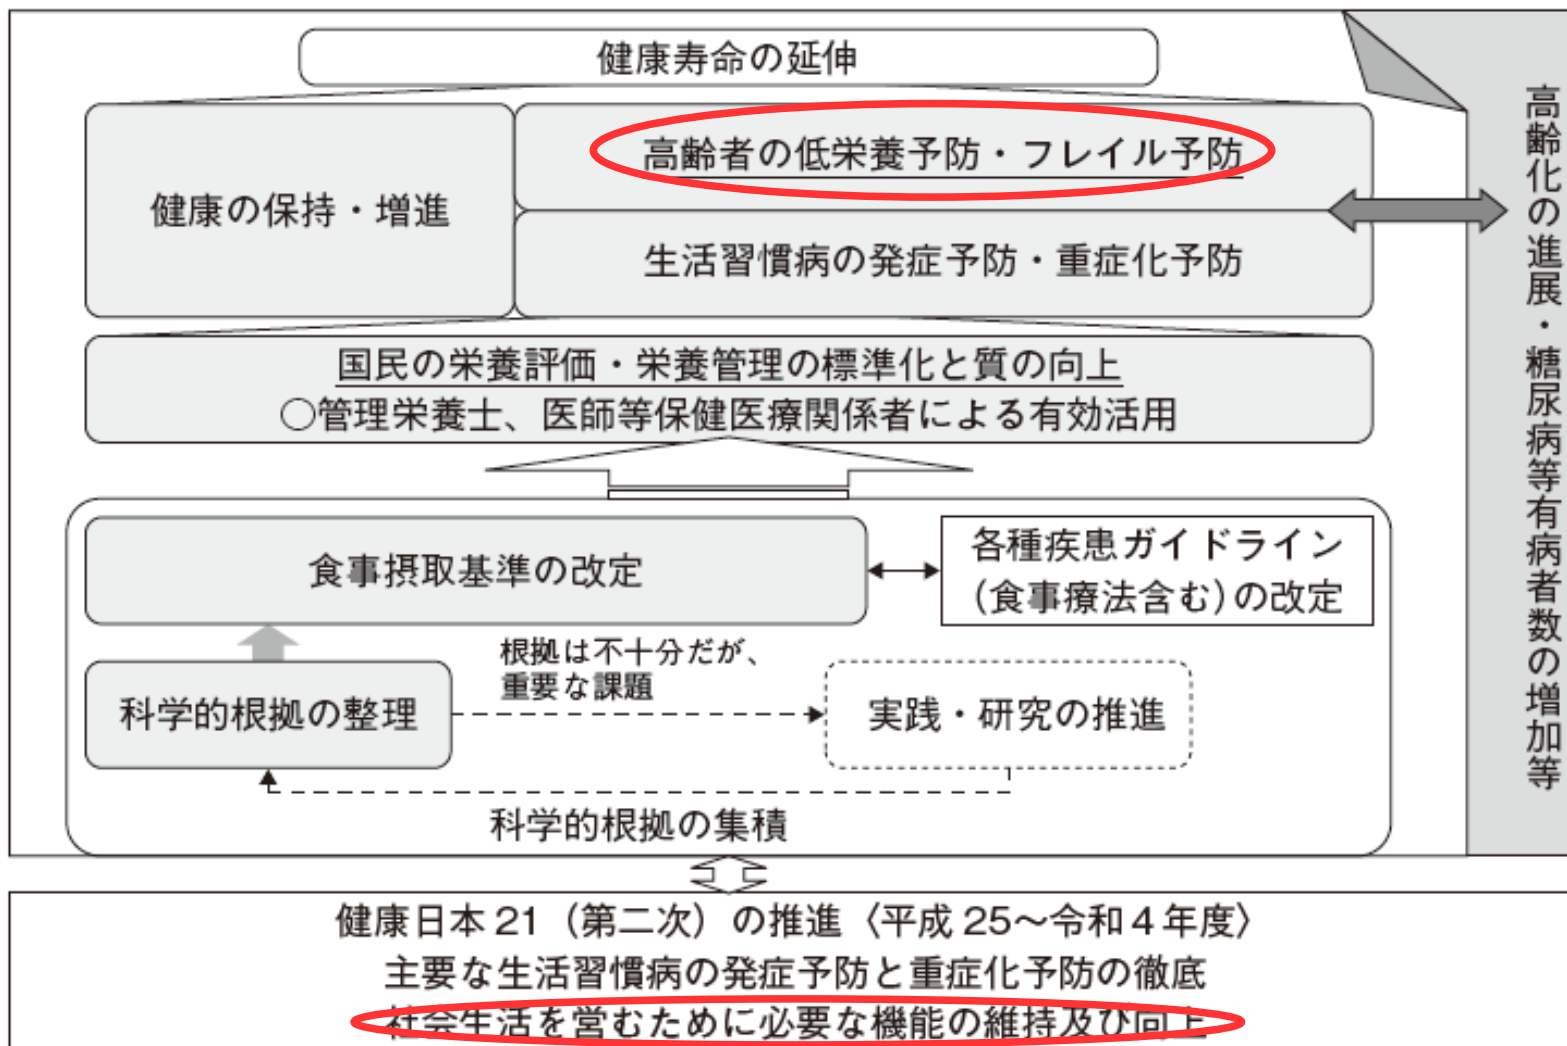 健康寿命の延伸
健康の保持・増進
高齢者の低栄養予防・フレイル予防
生活習慣病の発症予防・重症化予防
国民の栄養評価・栄養管理の標準化と質の向上
○管理栄養士、医師等保健医療関係者による有効活用
食事摂取基準の改定
各種疾患ガイドライン
(食事療法含む)の改定
根拠は不十分だが、
重要な課題
科学的根拠の整理
実践・研究の推進
科学的根拠の集積
高齢化の進展・糖尿病等有病者数の増加等
健康日本21（第二次）の推進〈平成25～令和4年度〉
主要な生活習慣病の発症予防と重症化予防の徹底
社会生活を営むために必要な機能の維持及び向上